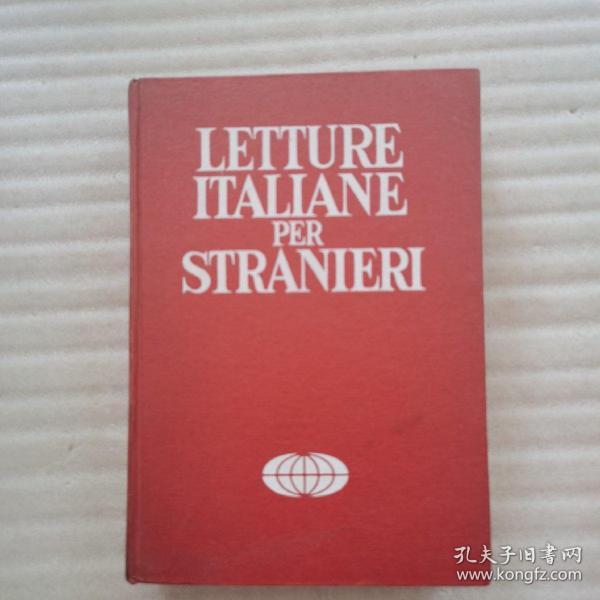 LETTURE
ITALIANE
PER
STRANIERI
孔夫子旧书网
www.kongfz.com